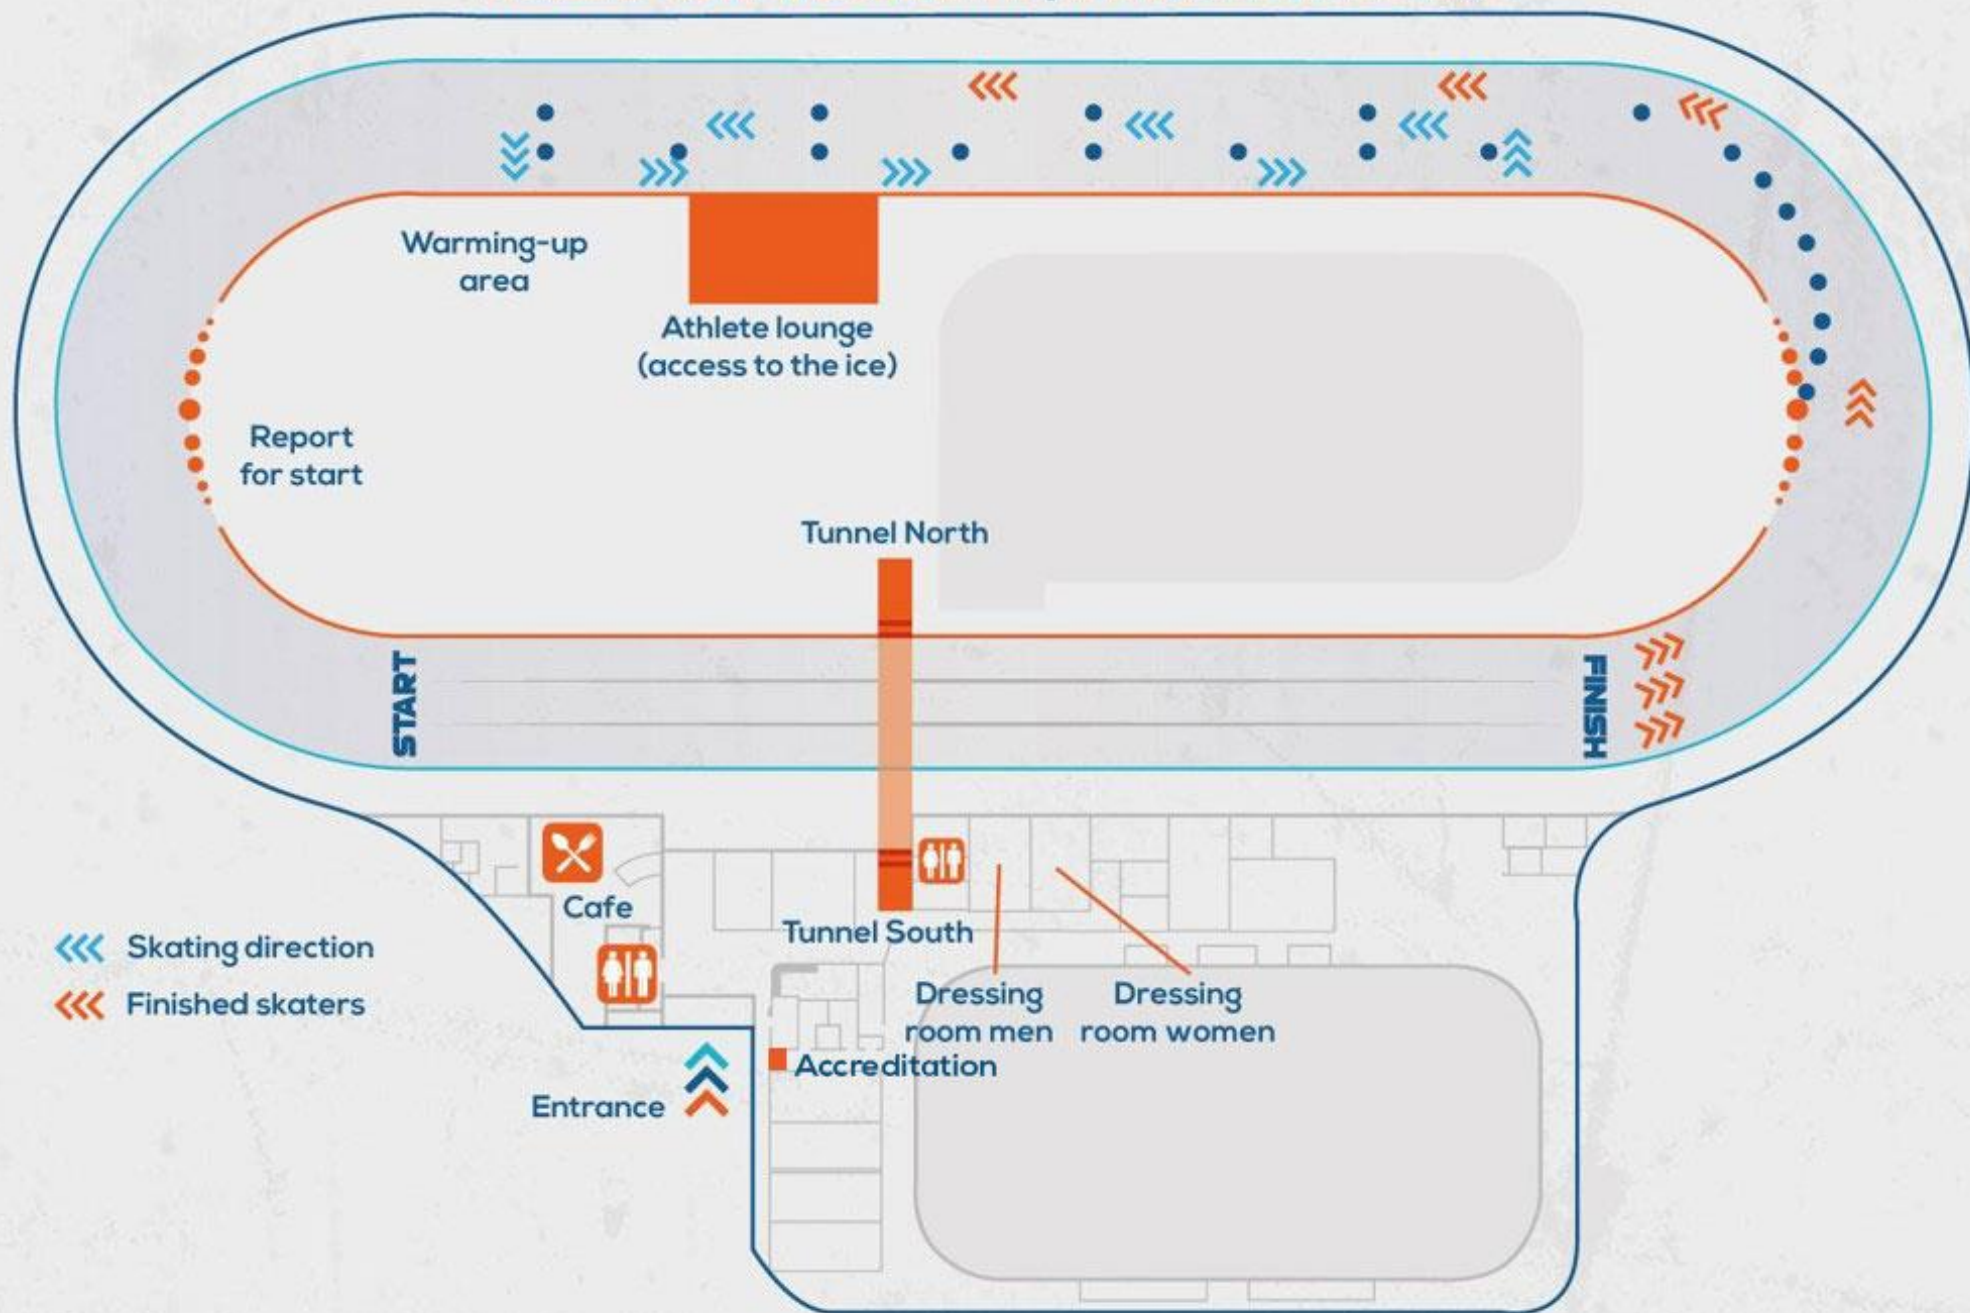 Warming-up
area
Athlete lounge
(access to the ice)
Report
for start
Tunnel North
START
FINISH
Cafe
Tunnel South
Skating direction
Finished skaters
Dressing
room men
Dressing
room women
Accreditation
Entrance